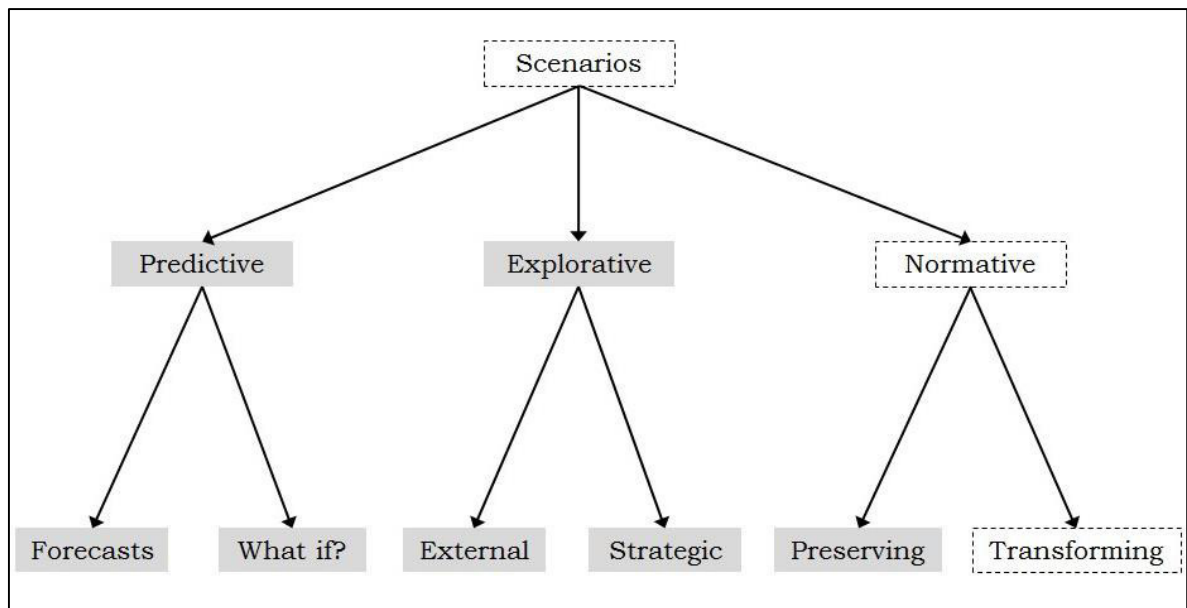 Scenarios
Predictive
Explorative
Normative
Forecasts
What if?
External
Strategic
Preserving
Transforming